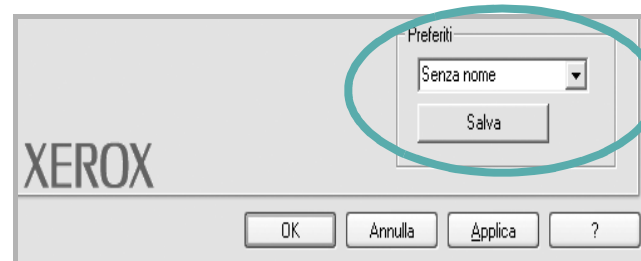 Preferiti
Senza nome
Salva
XEROX
OK Annulla Applica ?